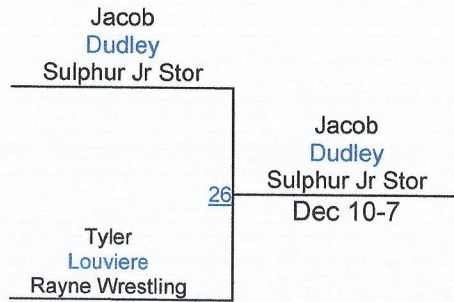 Jacob
Dudley
Sulphur Jr Stor
Jacob
Dudley
Sulphur Jr Stor
26
Dec 10-7
Tyler
Louviere
Rayne Wrestling